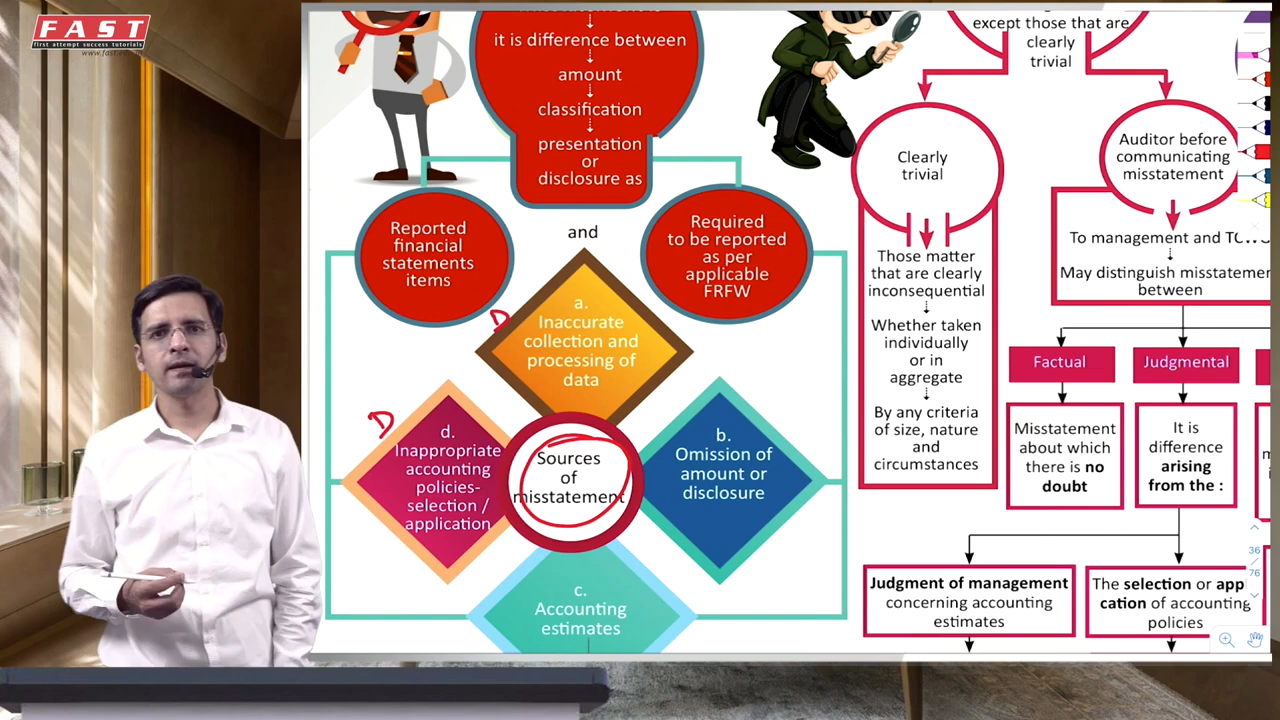 FAST
first attempt success tutorials
it is difference between
amount
classification
presentation
or
disclosure as
Reported
financial
statements
items
and
Required
to be reported
as per
applicable
FRFW
a.
Inaccurate
collection and
processing of
data
D
D
d.
Inappropriate
accounting
policies-
selection /
application
Sources
of
misstatement
b.
Omission of
amount or
disclosure
c.
Accounting
estimates
except those that are
clearly
trivial
Clearly
trivial
Those matter
that are clearly
inconsequential
Whether taken
individually
or in
aggregate
By any criteria
of size, nature
and
circumstances
Auditor before
communicating
misstatement
To management and
May distinguish
between
Factual
Judgmental
Misstatement
about which
there is no
doubt
It is
difference
arising
from the :
Judgment of management
concerning accounting
estimates
The selection or app
cation of accounting
policies
36
/
76